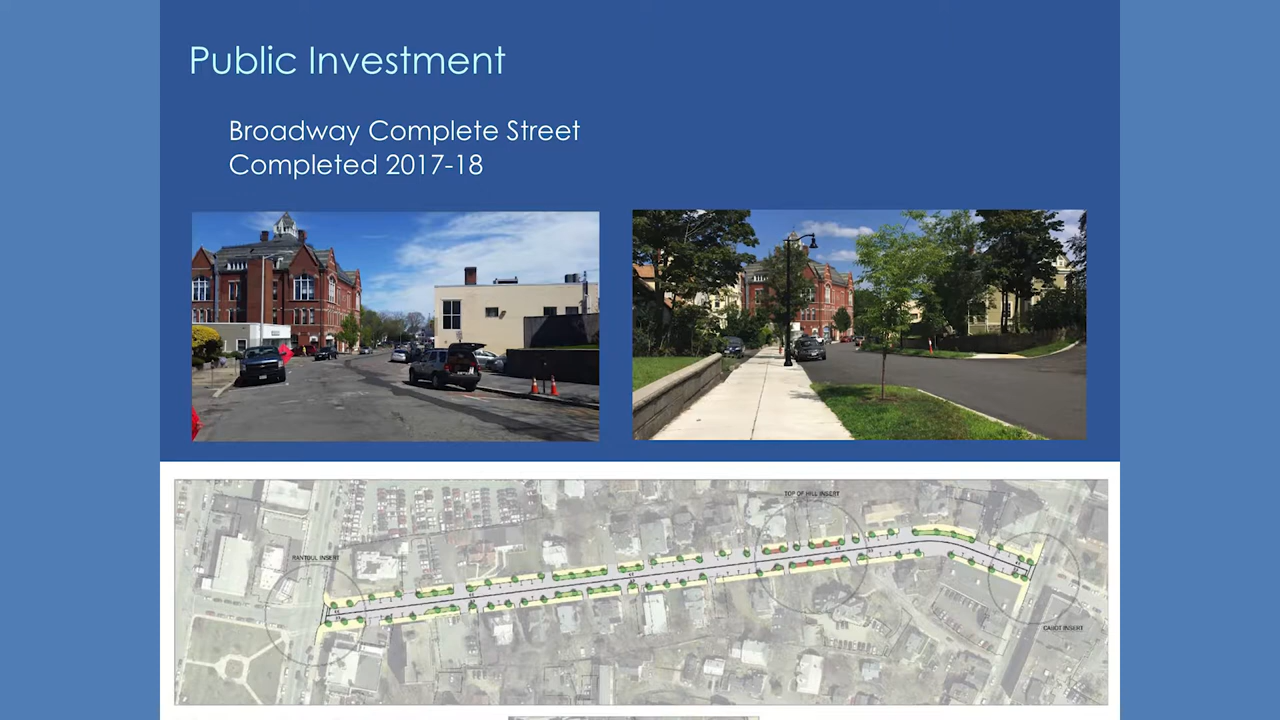 Public Investment
Broadway Complete Street
Completed 2017-18
TOP OF HILL INSERT
RANTOUL INSERT
CABOT INSERT